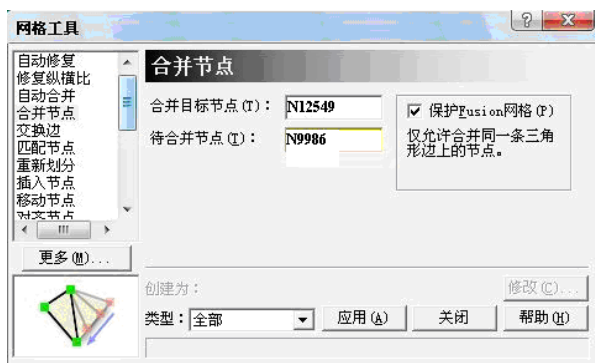 网格工具
自动修复
修复纵横比
自动合并
合并节点
交换边
匹配节点
重新划分
插入节点
移动节点
对齐节点
更多(M)...
合并节点
合并目标节点(T)： N12549
待合并节点(I)： N9986
保护Fusion网格(P)
仅允许合并同一条三角
形边上的节点。
创建为：
修改(C)...
类型： 全部
应用(A)
关闭
帮助(H)